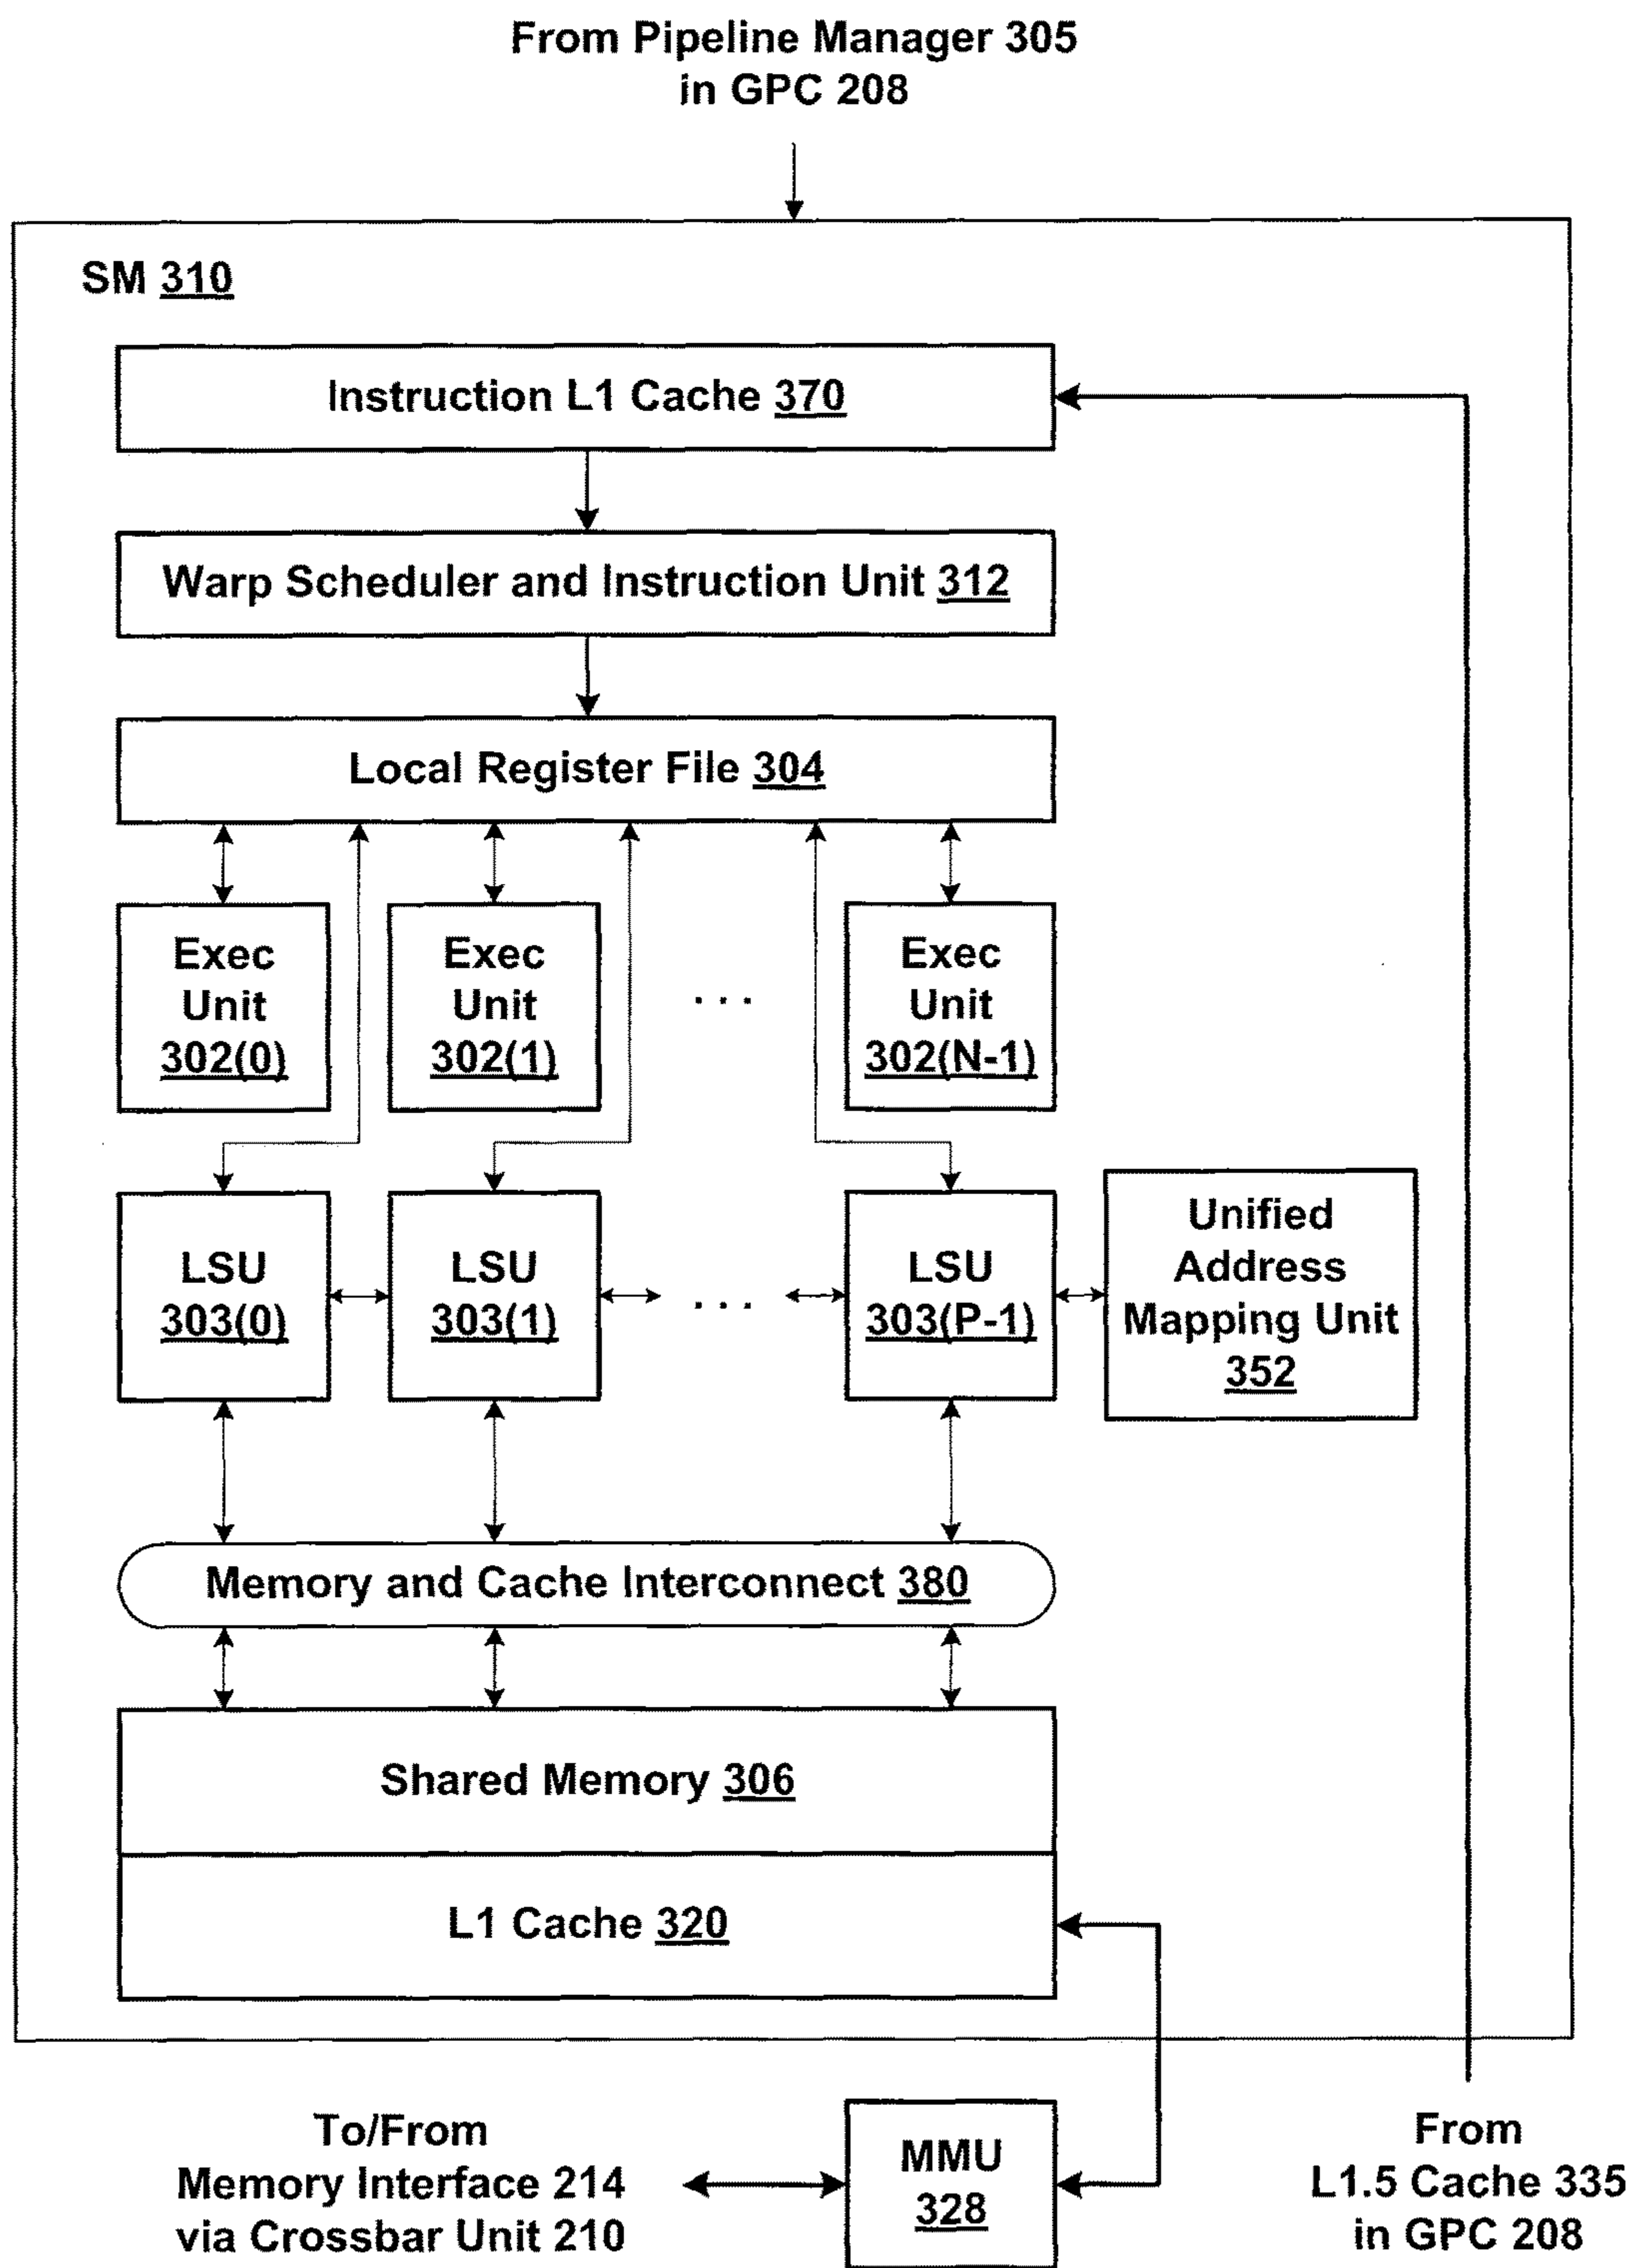 From Pipeline Manager 305
in GPC 208
SM 310
Instruction L1 Cache 370
Warp Scheduler and Instruction Unit 312
Local Register File 304
Exec
Unit
302(0)
Exec
Unit
302(1)
. . .
Exec
Unit
302(N-1)
LSU
303(0)
LSU
303(1)
. . .
LSU
303(P-1)
Unified
Address
Mapping Unit
352
Memory and Cache Interconnect 380
Shared Memory 306
L1 Cache 320
To/From
Memory Interface 214
via Crossbar Unit 210
MMU
328
From
L1.5 Cache 335
in GPC 208